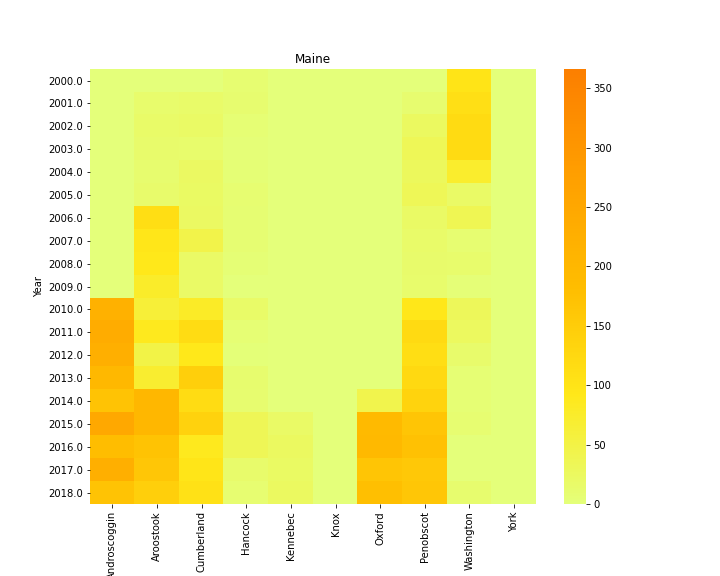 Maine
2000.0
2001.0
2002.0
2003.0
2004.0
2005.0
2006.0
2007.0
2008.0
2009.0
2010.0
2011.0
2012.0
2013.0
2014.0
2015.0
2016.0
2017.0
2018.0
Year
ndroscoggin
Aroostook
Cumberland
Hancock
Kennebec
Knox
Oxford
Penobscot
Washington
York
350
300
250
200
150
100
50
0